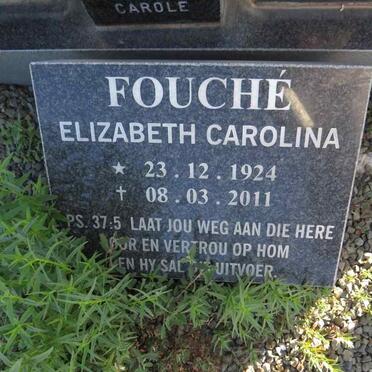 CAROLE
FOUCHÉ
ELIZABETH CAROLINA
★ 23.12.1924
✝ 08.03.2011
PS. 37:5 LAAT JOU WEG AAN DIE HERE
OOR EN VERTROU OP HOM
EN HY SAL UITVOER